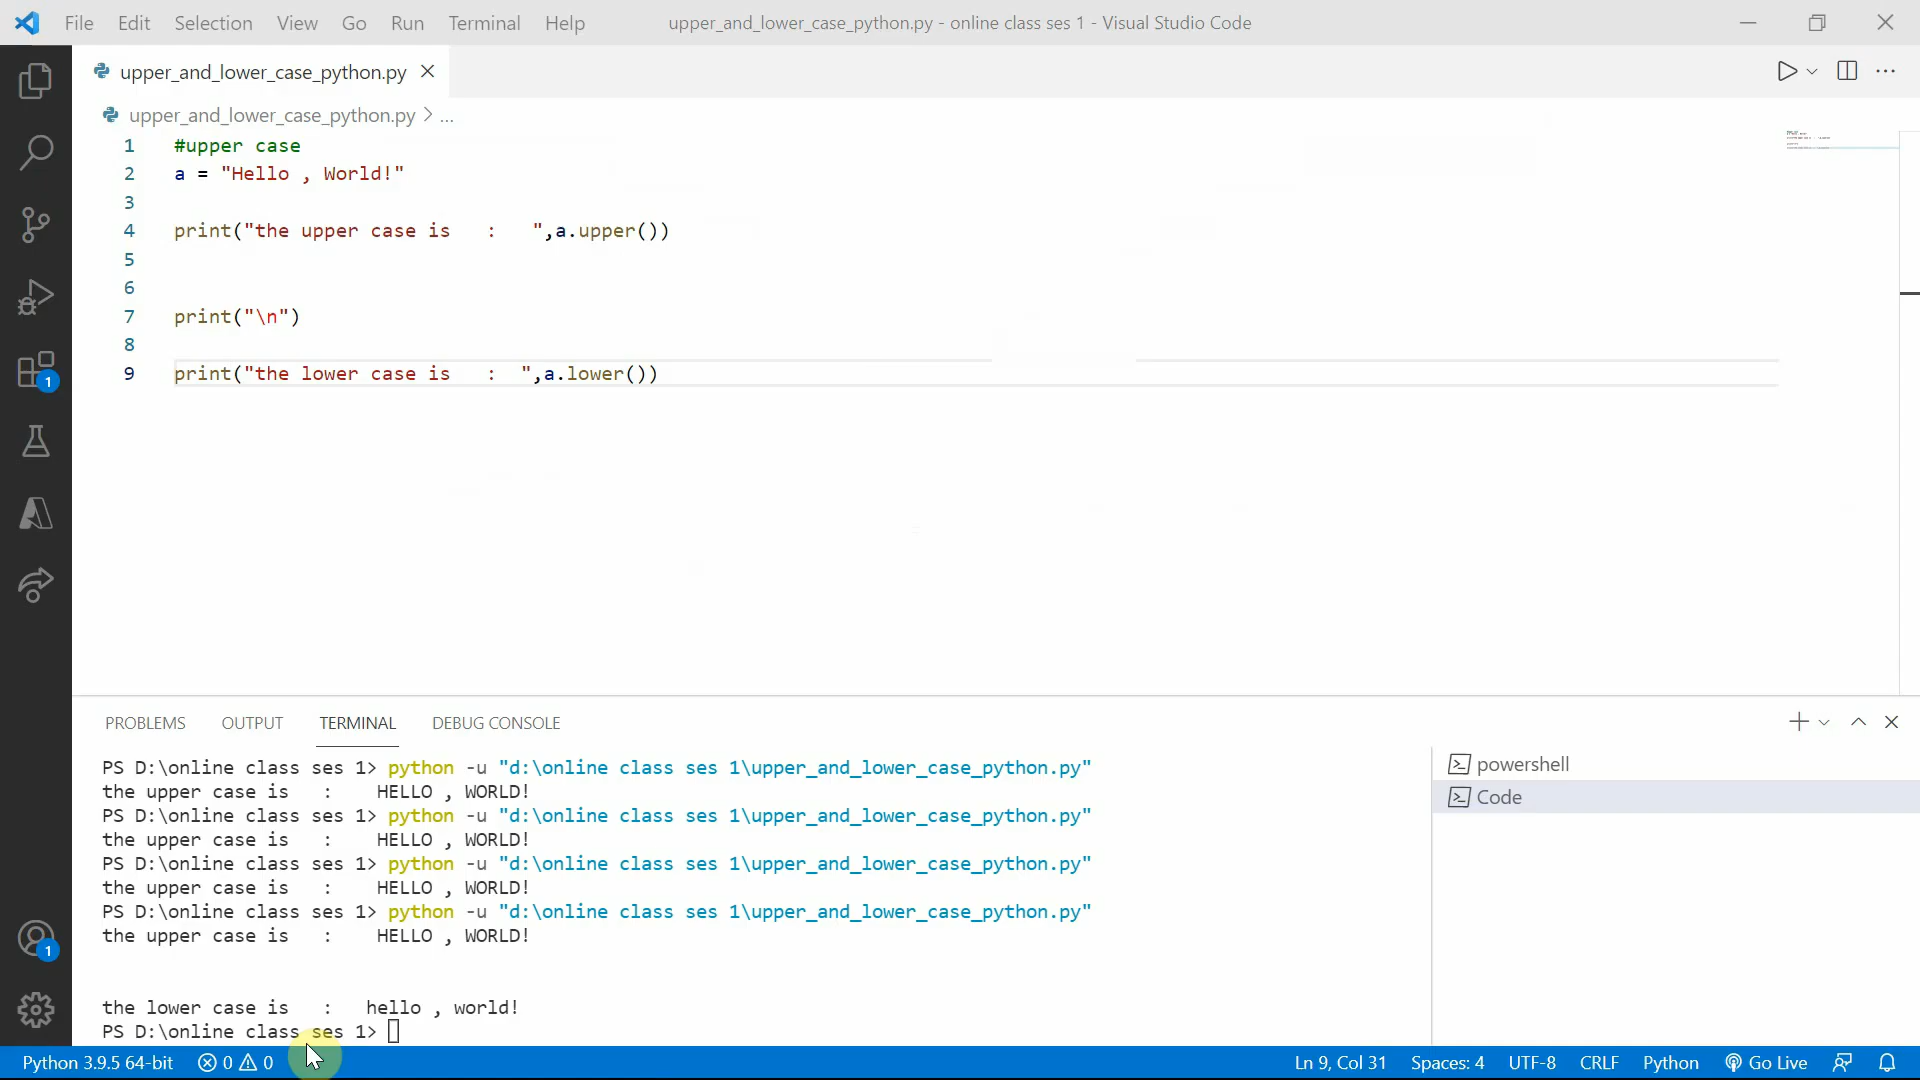 File Edit Selection View Go Run Terminal Help upper_and_lower_case_python.py - online class ses 1 - Visual Studio Code
upper_and_lower_case_python.py
upper_and_lower_case_python.py > ...
1 #upper case
2 a = "Hello , World!"
3
4 print("the upper case is   :   ",a.upper())
5
6
7 print("\n")
8
9 print("the lower case is   :  ",a.lower())
PROBLEMS OUTPUT TERMINAL DEBUG CONSOLE
PS D:\online class ses 1> python -u "d:\online class ses 1\upper_and_lower_case_python.py"
the upper case is   :    HELLO , WORLD!
PS D:\online class ses 1> python -u "d:\online class ses 1\upper_and_lower_case_python.py"
the upper case is   :    HELLO , WORLD!
PS D:\online class ses 1> python -u "d:\online class ses 1\upper_and_lower_case_python.py"
the upper case is   :    HELLO , WORLD!
PS D:\online class ses 1> python -u "d:\online class ses 1\upper_and_lower_case_python.py"
the upper case is   :    HELLO , WORLD!
the lower case is   :   hello , world!
PS D:\online class ses 1>
powershell
Code
1
1
Python 3.9.5 64-bit 0 0 Ln 9, Col 31 Spaces: 4 UTF-8 CRLF Python Go Live